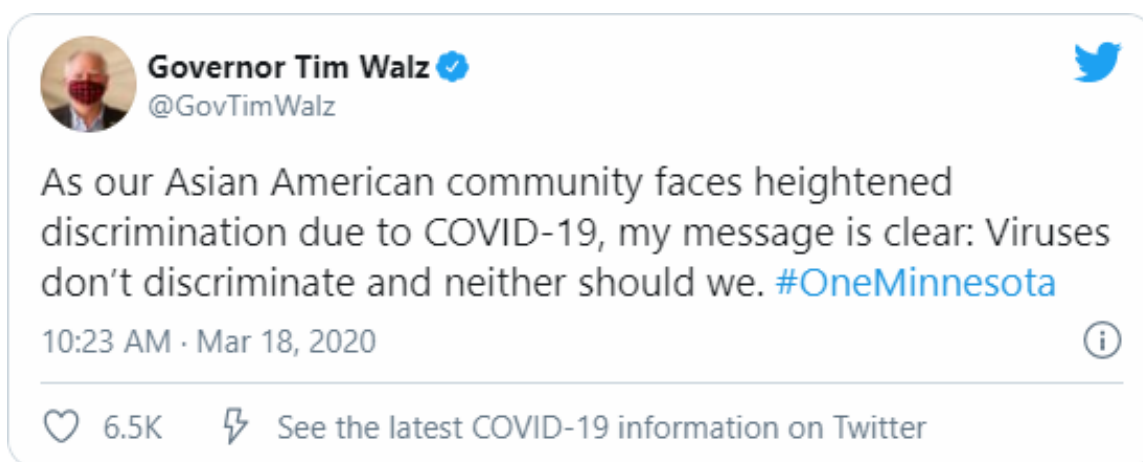 Governor Tim Walz
@GovTimWalz
As our Asian American community faces heightened
discrimination due to COVID-19, my message is clear: Viruses
don’t discriminate and neither should we. #OneMinnesota
10:23 AM · Mar 18, 2020
6.5K See the latest COVID-19 information on Twitter